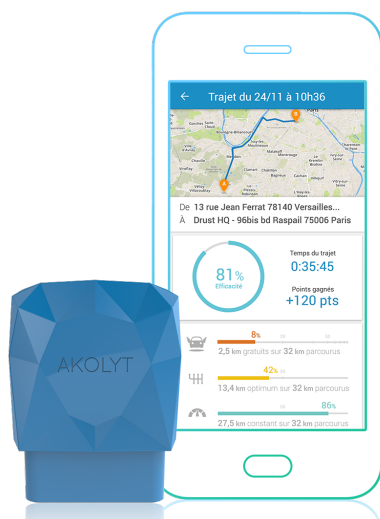 Trajet du 24/11 à 10h36
Paris
Meudon
Montrouge
De 13 rue Jean Ferrat 78140 Versailles...
À Drust HQ - 96bis bd Raspail 75006 Paris
81%
Efficacité
Temps du trajet
0:35:45
Points gagnés
+120 pts
8%
2,5 km gratuits sur 32 km parcourus
42%
13,4 km optimum sur 32 km parcourus
86%
27,5 km constant sur 32 km parcourus
AKOLYT